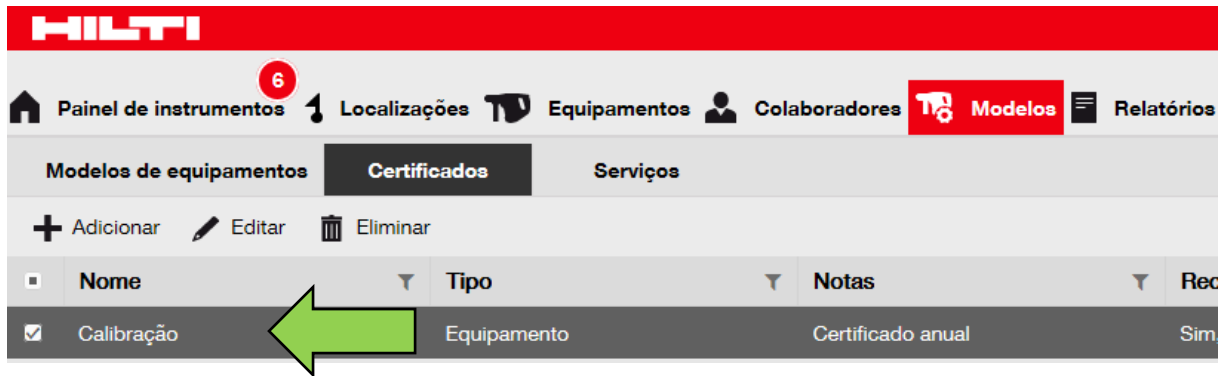 HILTI
6
Painel de instrumentos Localizações Equipamentos Colaboradores Modelos Relatórios
Modelos de equipamentos Certificados Serviços
Adicionar Editar Eliminar
Nome Tipo Notas Rec
Calibração Equipamento Certificado anual Sim,